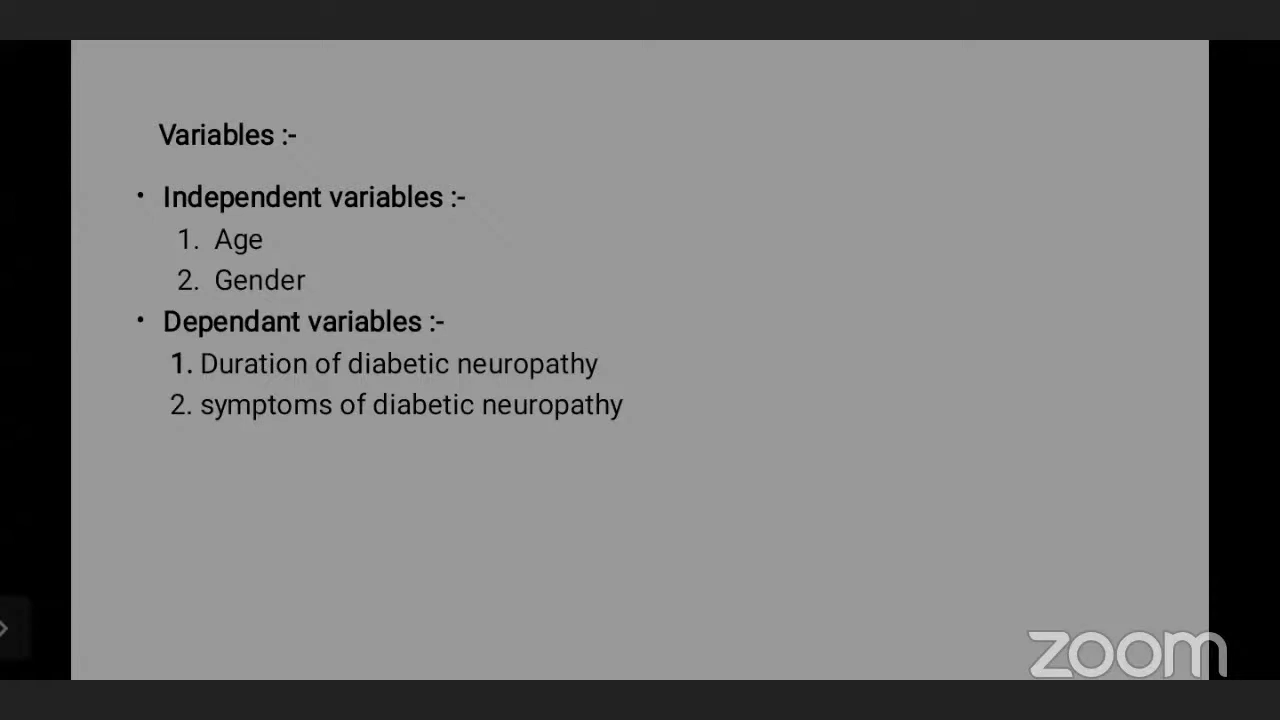 Variables :-
• Independent variables :-
1. Age
2. Gender
• Dependant variables :-
1. Duration of diabetic neuropathy
2. symptoms of diabetic neuropathy
zoom